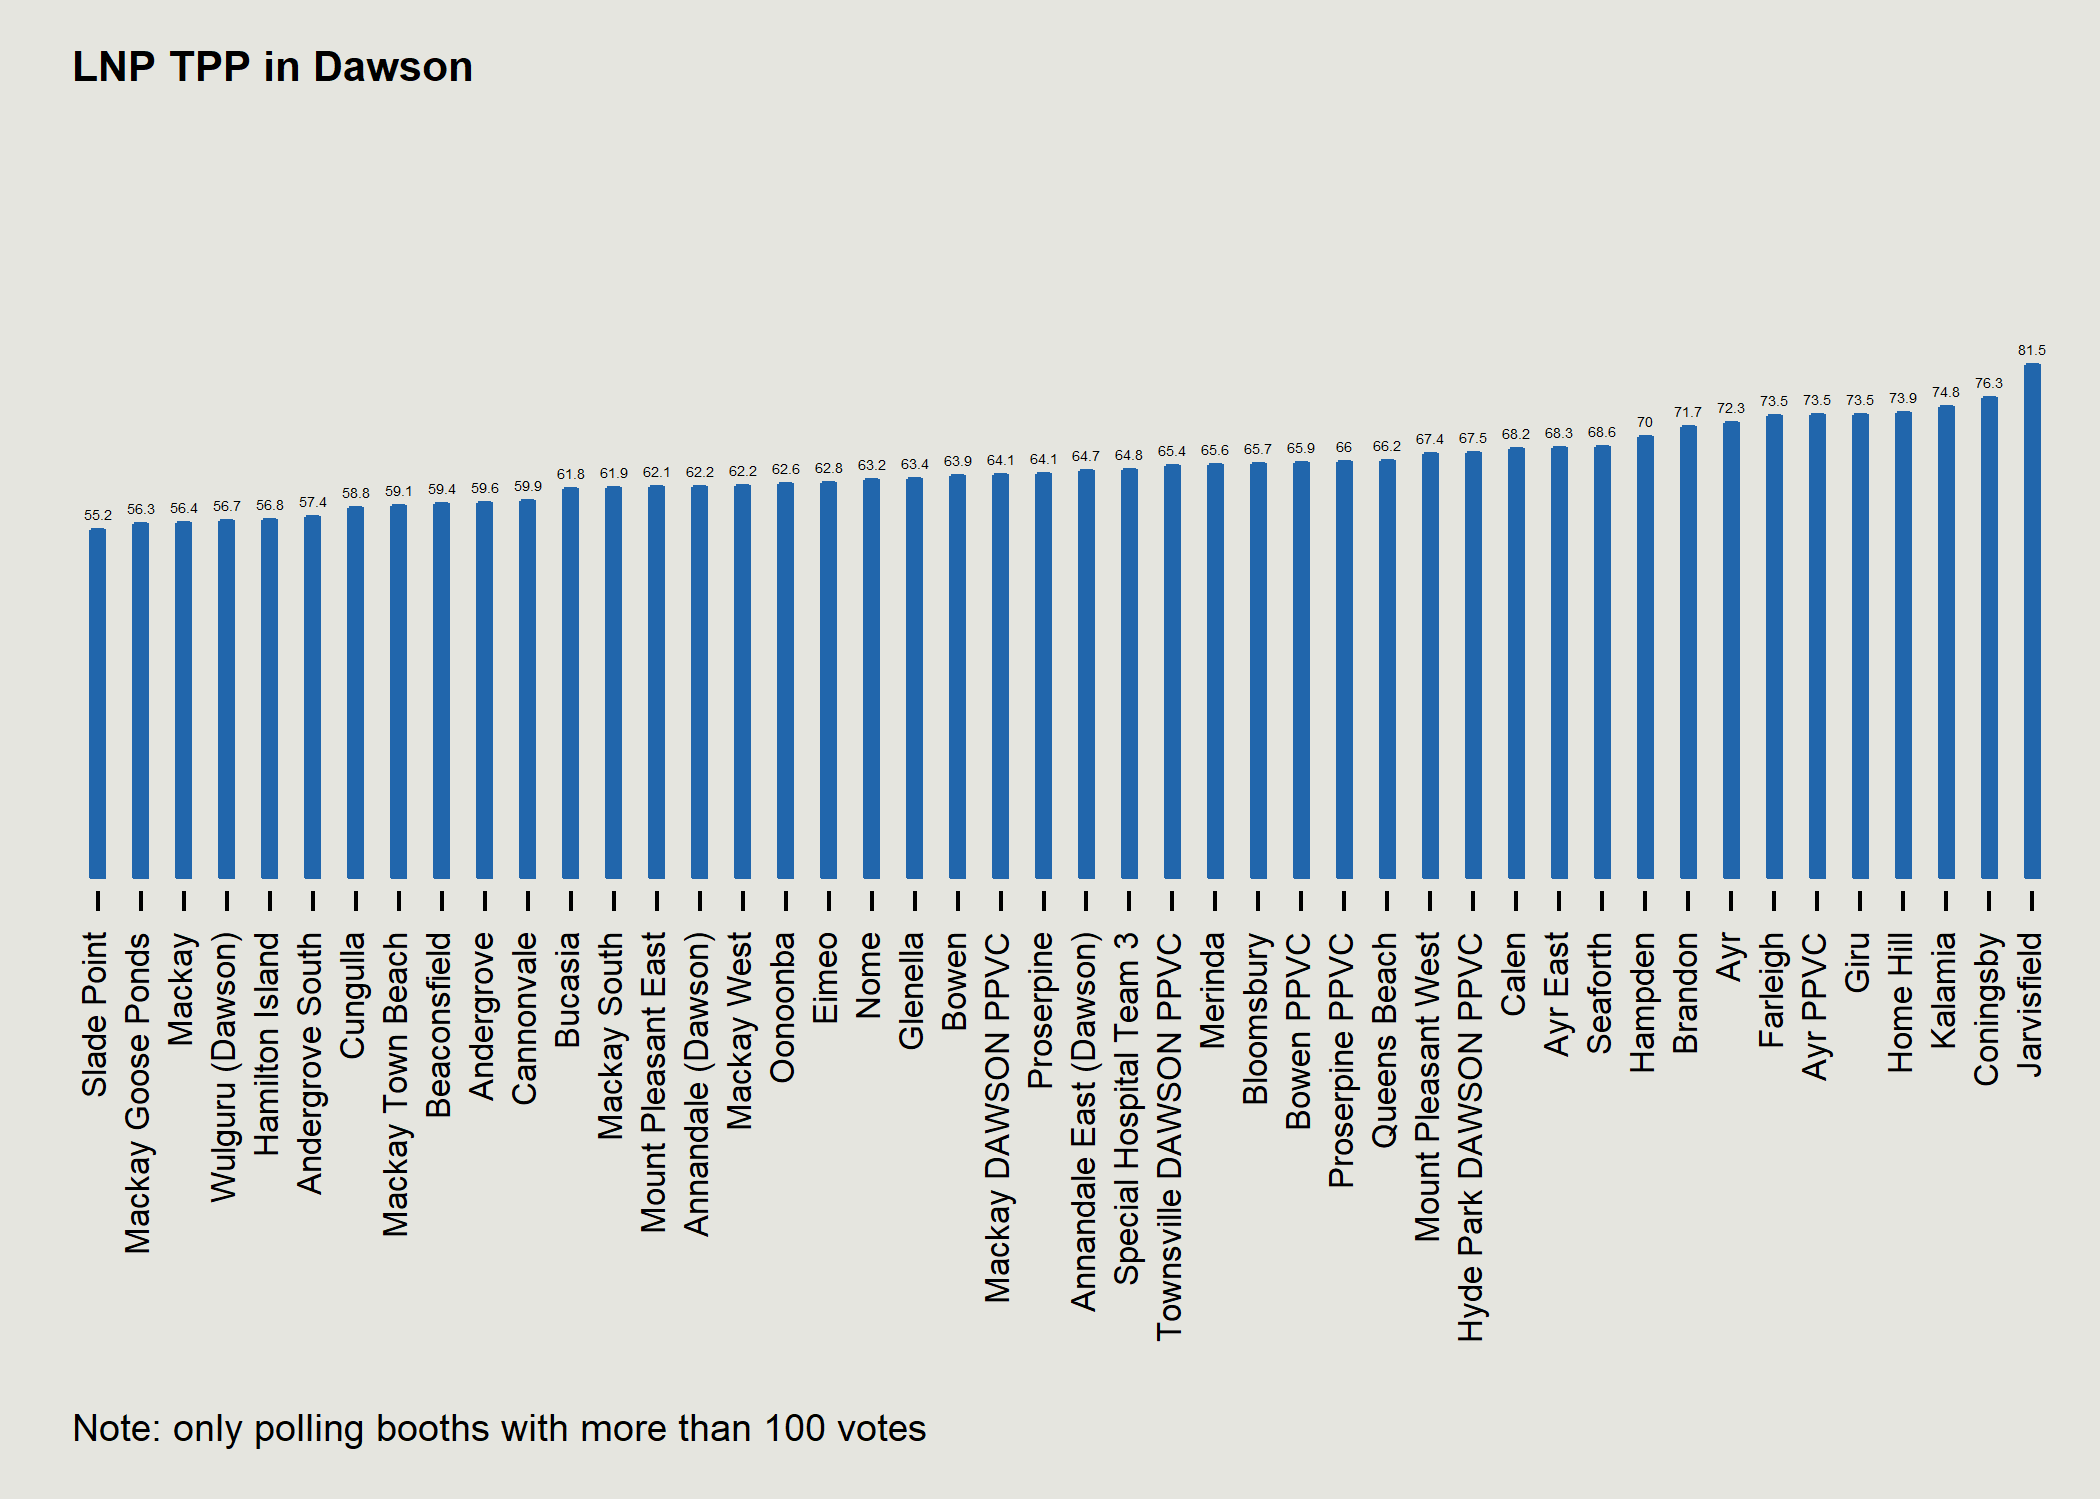 LNP TPP in Dawson
55.2 56.3 56.4 56.7 56.8 57.4 58.8 59.1 59.4 59.6 59.9 61.8 61.9 62.1 62.2 62.2 62.6 62.8 63.2 63.4 63.9 64.1 64.1 64.7 64.8 65.4 65.6 65.7 65.9 66 66.2 67.4 67.5 68.2 68.3 68.6 70 71.7 72.3 73.5 73.5 73.5 73.9 74.8 76.3 81.5
Slade Point
Mackay Goose Ponds
Mackay
Wulguru (Dawson)
Hamilton Island
Andergrove South
Cungulla
Mackay Town Beach
Beaconsfield
Andergrove
Cannonvale
Bucasia
Mackay South
Mount Pleasant East
Annandale (Dawson)
Mackay West
Oonoonba
Eimeo
Nome
Glenella
Bowen
Mackay DAWSON PPVC
Proserpine
Annandale East (Dawson)
Special Hospital Team 3
Townsville DAWSON PPVC
Merinda
Bloomsbury
Bowen PPVC
Proserpine PPVC
Queens Beach
Mount Pleasant West
Hyde Park DAWSON PPVC
Calen
Ayr East
Seaforth
Hampden
Brandon
Ayr
Farleigh
Ayr PPVC
Giru
Home Hill
Kalamia
Coningsby
Jarvisfield
Note: only polling booths with more than 100 votes